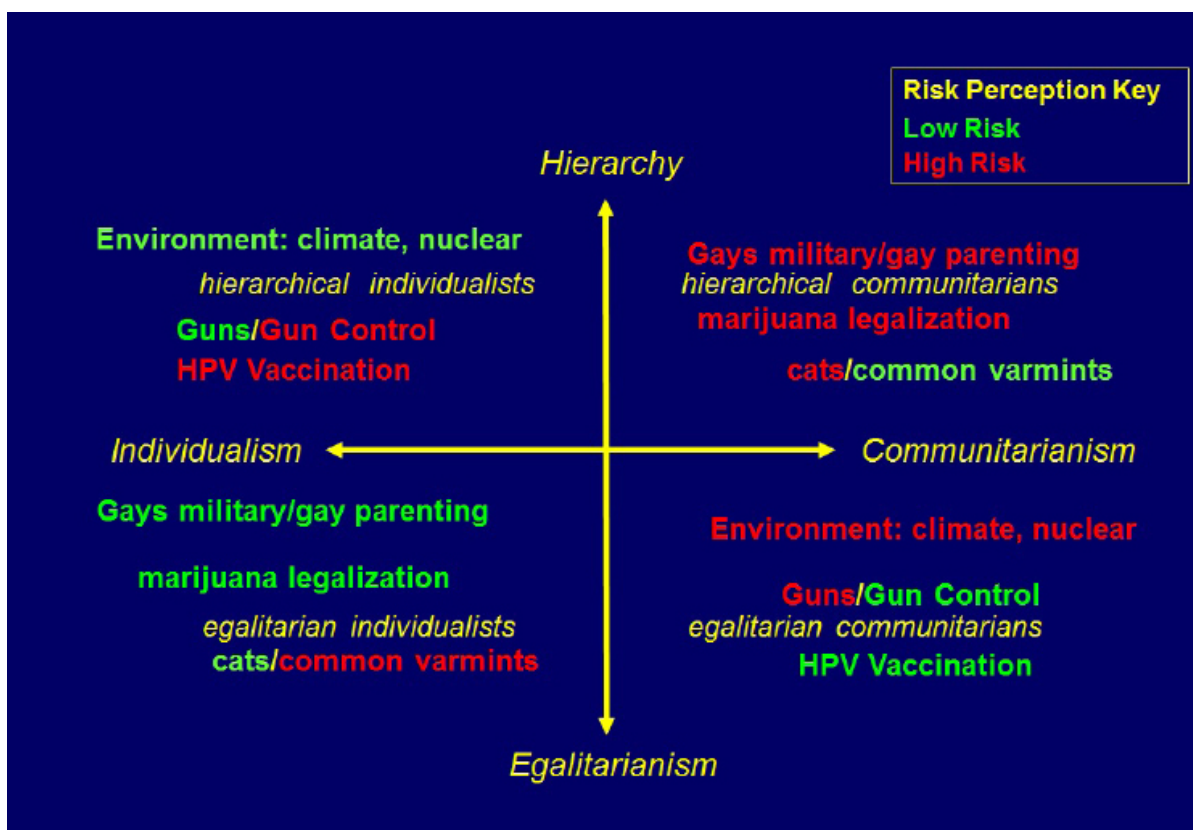 Risk Perception Key
Low Risk
High Risk
Hierarchy
Environment: climate, nuclear
hierarchical individualists
Guns/Gun Control
HPV Vaccination
Gays military/gay parenting
hierarchical communitarians
marijuana legalization
cats/common varmints
Individualism
Communitarianism
Gays military/gay parenting
marijuana legalization
egalitarian individualists
cats/common varmints
Environment: climate, nuclear
Guns/Gun Control
egalitarian communitarians
HPV Vaccination
Egalitarianism